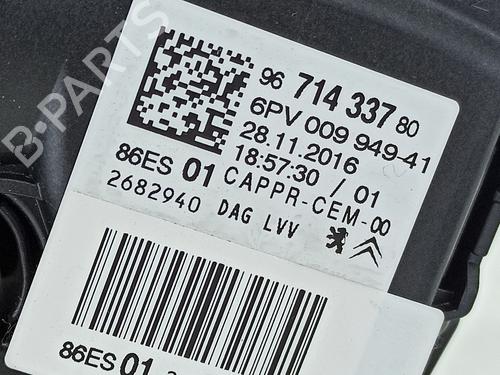 96 714 337 80
6PV 009 949-41
28.11.2016
18:57:30 / 01
86ES 01 CAPPR-CEM-00
2682940 DAG LVV
86ES 01
B-PARTS